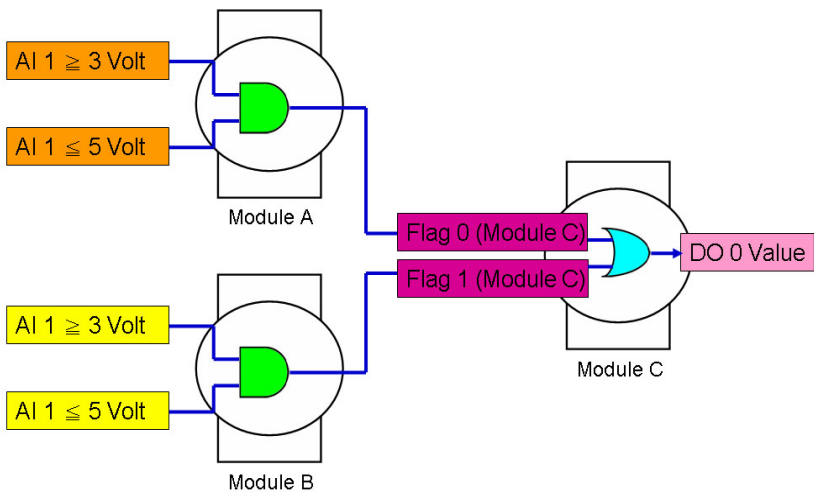 AI 1 ≧ 3 Volt
AI 1 ≦ 5 Volt
Module A
Flag 0 (Module C)
Flag 1 (Module C)
DO 0 Value
Module C
AI 1 ≧ 3 Volt
AI 1 ≦ 5 Volt
Module B